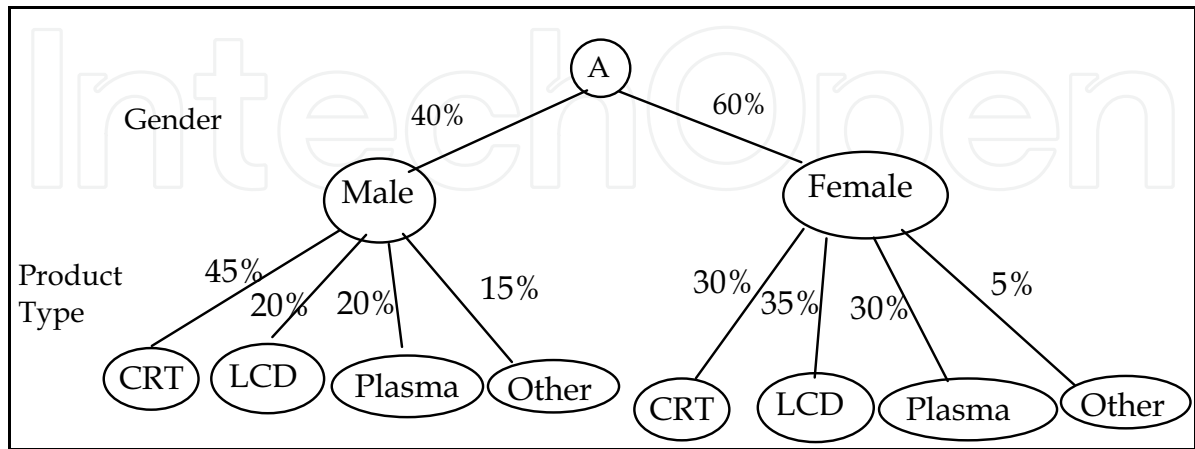 IntechOpen
A
Gender
40%
60%
Male
Female
Product
Type
45%
20%
20%
15%
30%
35%
30%
5%
CRT
LCD
Plasma
Other
CRT
LCD
Plasma
Other